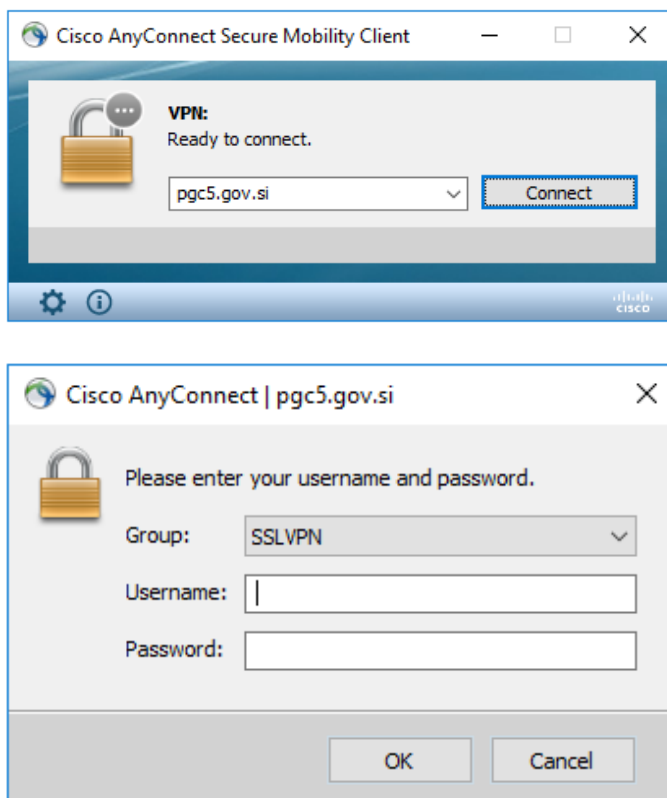 Cisco AnyConnect Secure Mobility Client
VPN:
Ready to connect.
pgc5.gov.si
Connect
CISCO
Cisco AnyConnect | pgc5.gov.si
Please enter your username and password.
Group: SSLVPN
Username:
Password:
OK Cancel